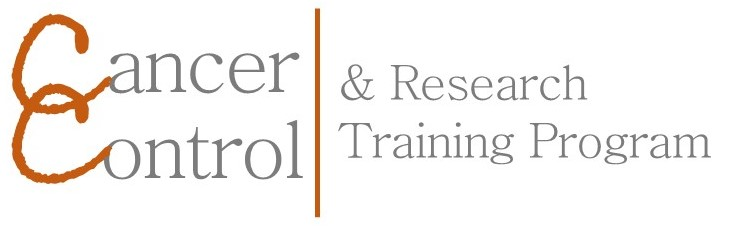 Cancer
Control
& Research
Training Program